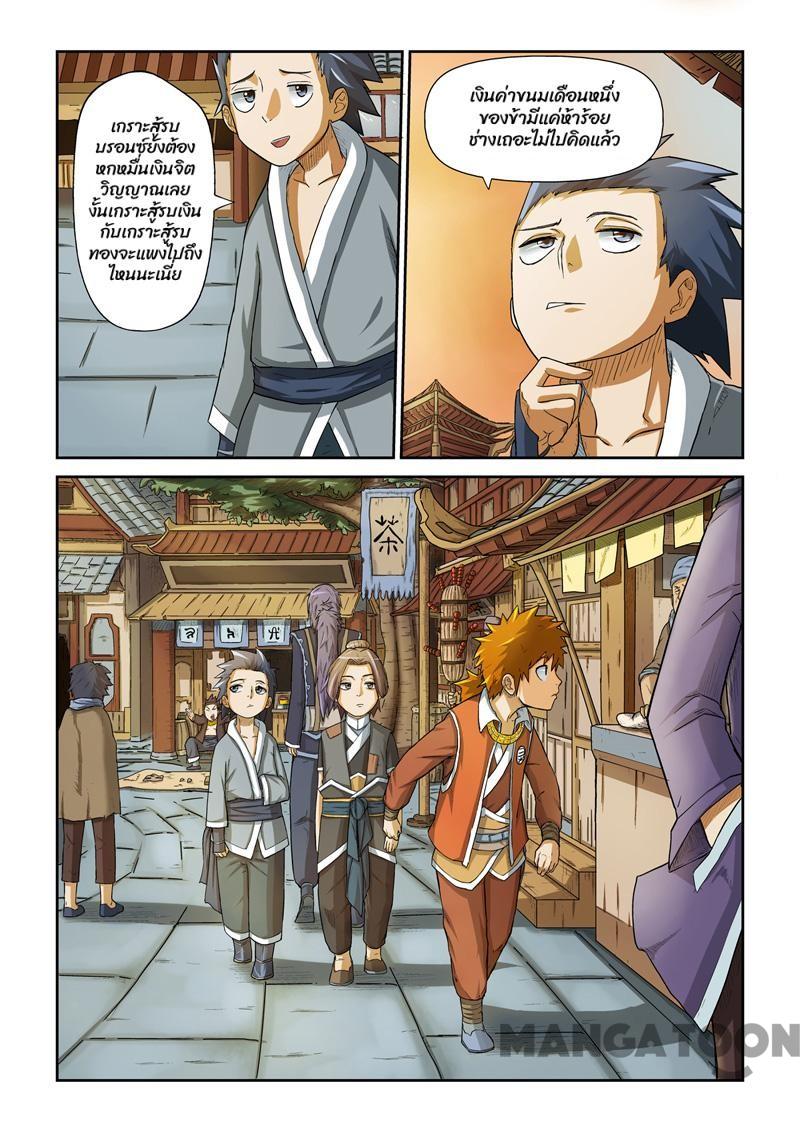 เกราะสู้รบ
บรอนซ์ยังต้อง
หกหมื่นเงินจิต
วิญญาณเลย
งั้นเกราะสู้รบเงิน
กับเกราะสู้รบ
ทองจะแพงไปถึง
ไหนนะเนี่ย
เงินค่าขนมเดือนหนึ่ง
ของข้ามีแค่ห้าร้อย
ช่างเถอะไม่ไปคิดแล้ว
茶
MANGATOON